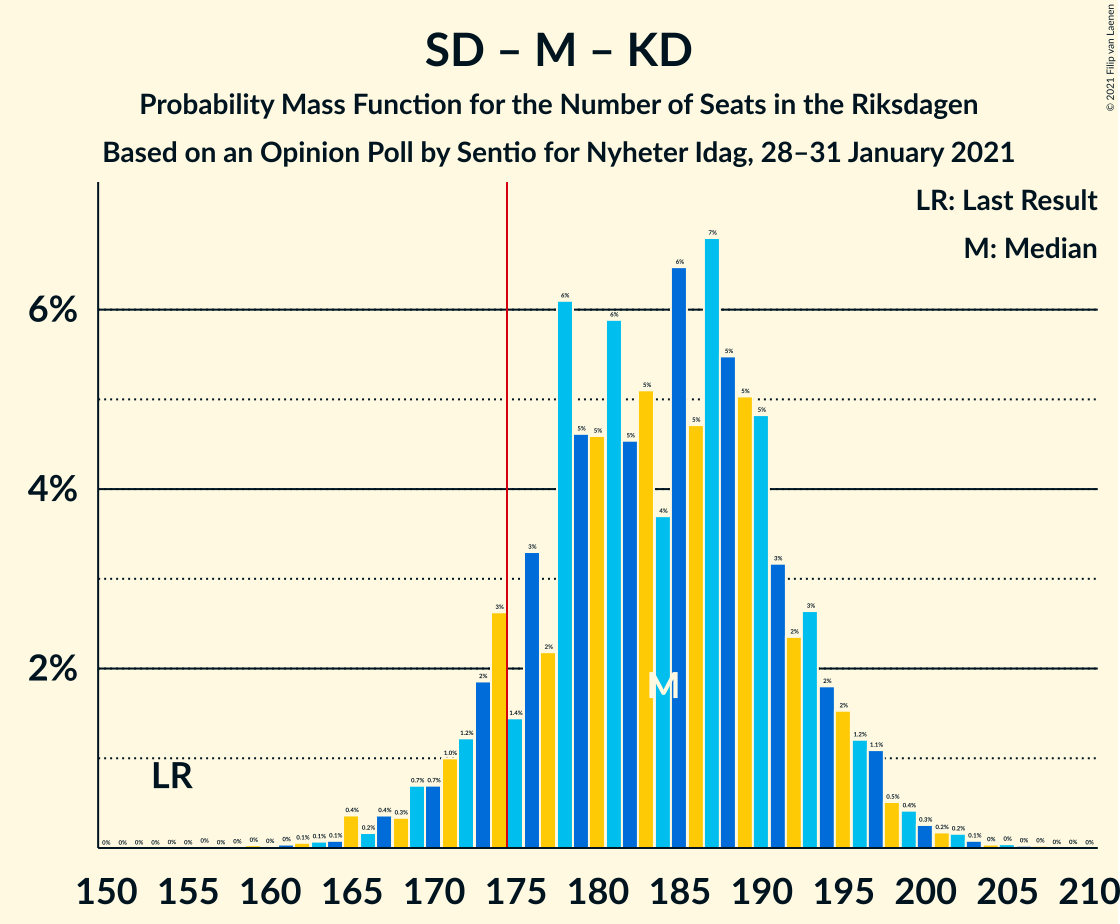 © 2021 Filip van Laenen
SD – M – KD
Probability Mass Function for the Number of Seats in the Riksdagen
Based on an Opinion Poll by Sentio for Nyheter Idag, 28–31 January 2021
LR: Last Result
M: Median
6%
4%
2%
0% 0% 0% 0% 0% 0% 0% 0% 0% 0% 0% 0.1% 0.1% 0.1% 0.4% 0.2% 0.4% 0.3% 0.7% 0.7% 1.0% 1.2% 2% 3% 1.4% 3% 2% 6% 5% 5% 6% 5% 5% 4% 6% 5% 7% 5% 5% 5% 3% 2% 3% 2% 2% 1.2% 1.1% 0.5% 0.4% 0.3% 0.2% 0.2% 0.1% 0% 0% 0% 0% 0% 0% 0%
M
LR
150 155 160 165 170 175 180 185 190 195 200 205 210